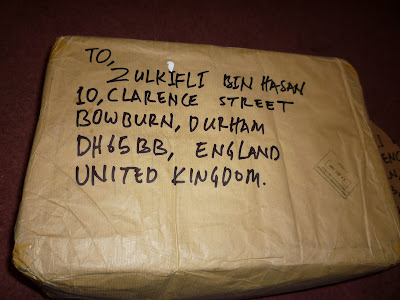 TO,
ZULKIFLI BIN HASAN
10, CLARENCE STREET
BOWBURN, DURHAM
DH65BB, ENGLAND
UNITED KINGDOM.